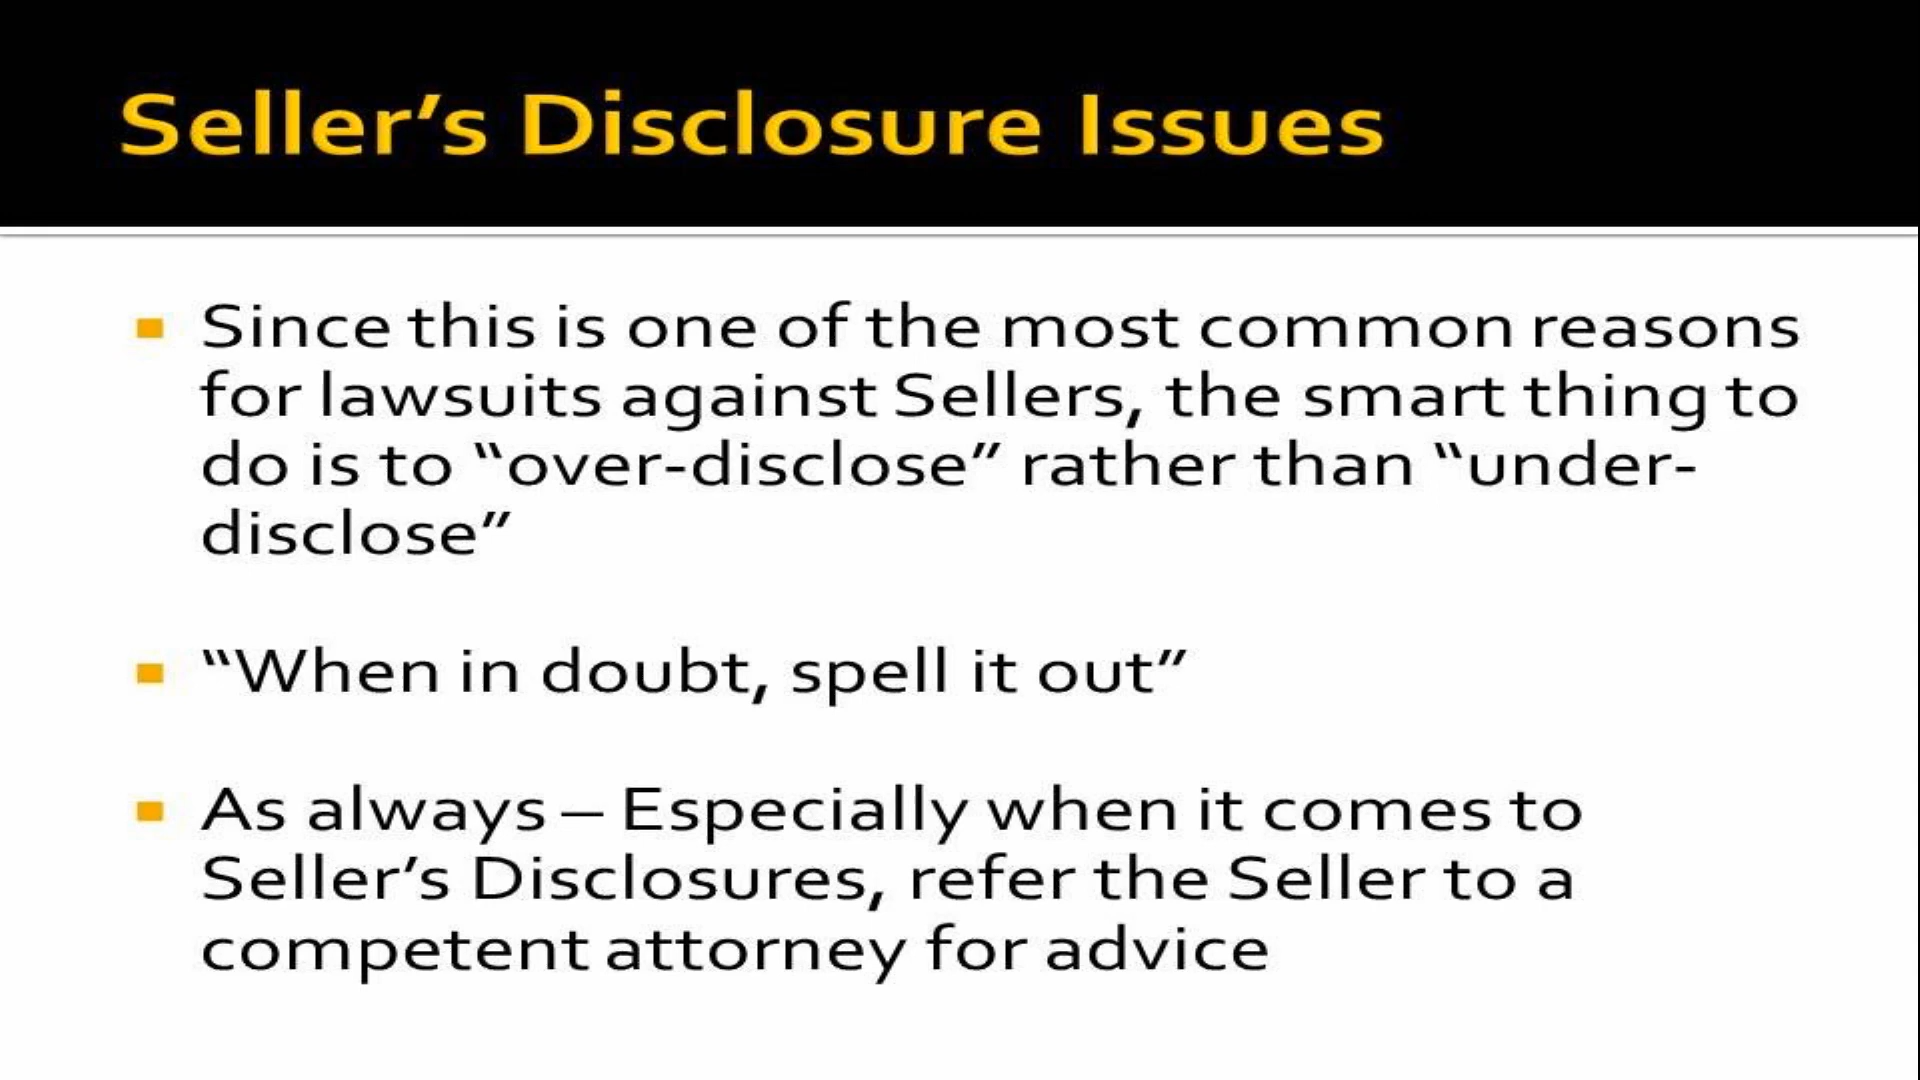 Seller’s Disclosure Issues
Since this is one of the most common reasons
for lawsuits against Sellers, the smart thing to
do is to “over-disclose” rather than “under-
disclose”
“When in doubt, spell it out”
As always – Especially when it comes to
Seller’s Disclosures, refer the Seller to a
competent attorney for advice